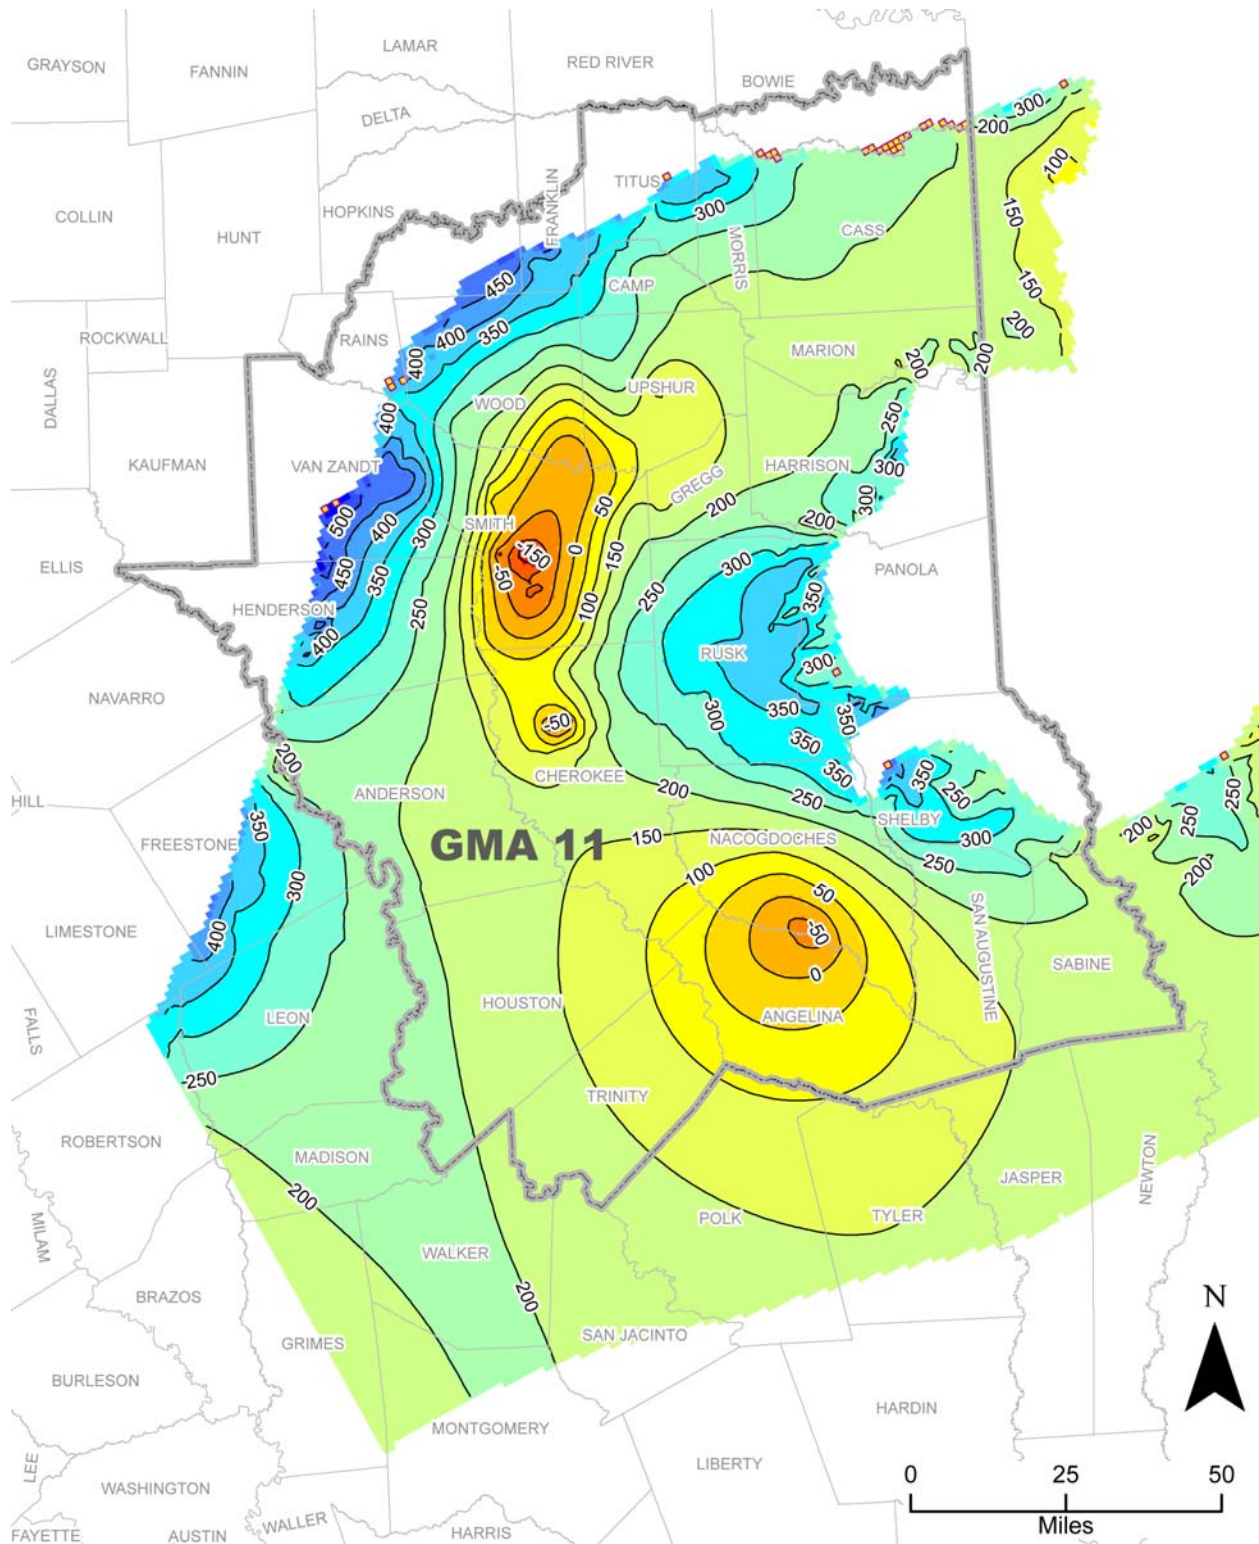 LAMAR
GRAYSON
FANNIN
RED RIVER
BOWIE
DELTA
300
200
100
TITUS
FRANKLIN
300
150
COLLIN
HOPKINS
HUNT
CASS
MORRIS
450
CAMP
150
ROCKWALL
RAINS
400
350
200
MARION
400
200
200
DALLAS
UPSHUR
WOOD
400
250
KAUFMAN
VAN ZANDT
HARRISON
300
GREGG
50
200
300
500
400
300
SMITH
200
-150
0
150
ELLIS
450
350
-50
300
PANOLA
250
350
HENDERSON
250
100
400
RUSK
300
NAVARRO
350
300
350
-50
350
200
350
CHEROKEE
HILL
ANDERSON
200
250
350
250
250
350
FREESTONE
GMA 11
150
NACOGDOCHES
SHELBY
300
200
250
300
100
50
200
LIMESTONE
400
-50
SAN AUGUSTINE
SABINE
0
HOUSTON
FALLS
LEON
ANGELINA
250
TRINITY
ROBERTSON
MADISON
NEWTON
JASPER
200
MILAM
POLK
TYLER
WALKER
BRAZOS
200
N
GRIMES
SAN JACINTO
BURLESON
MONTGOMERY
HARDIN
LEE
LIBERTY
0 25 50
WASHINGTON
Miles
FAYETTE
AUSTIN
WALLER
HARRIS